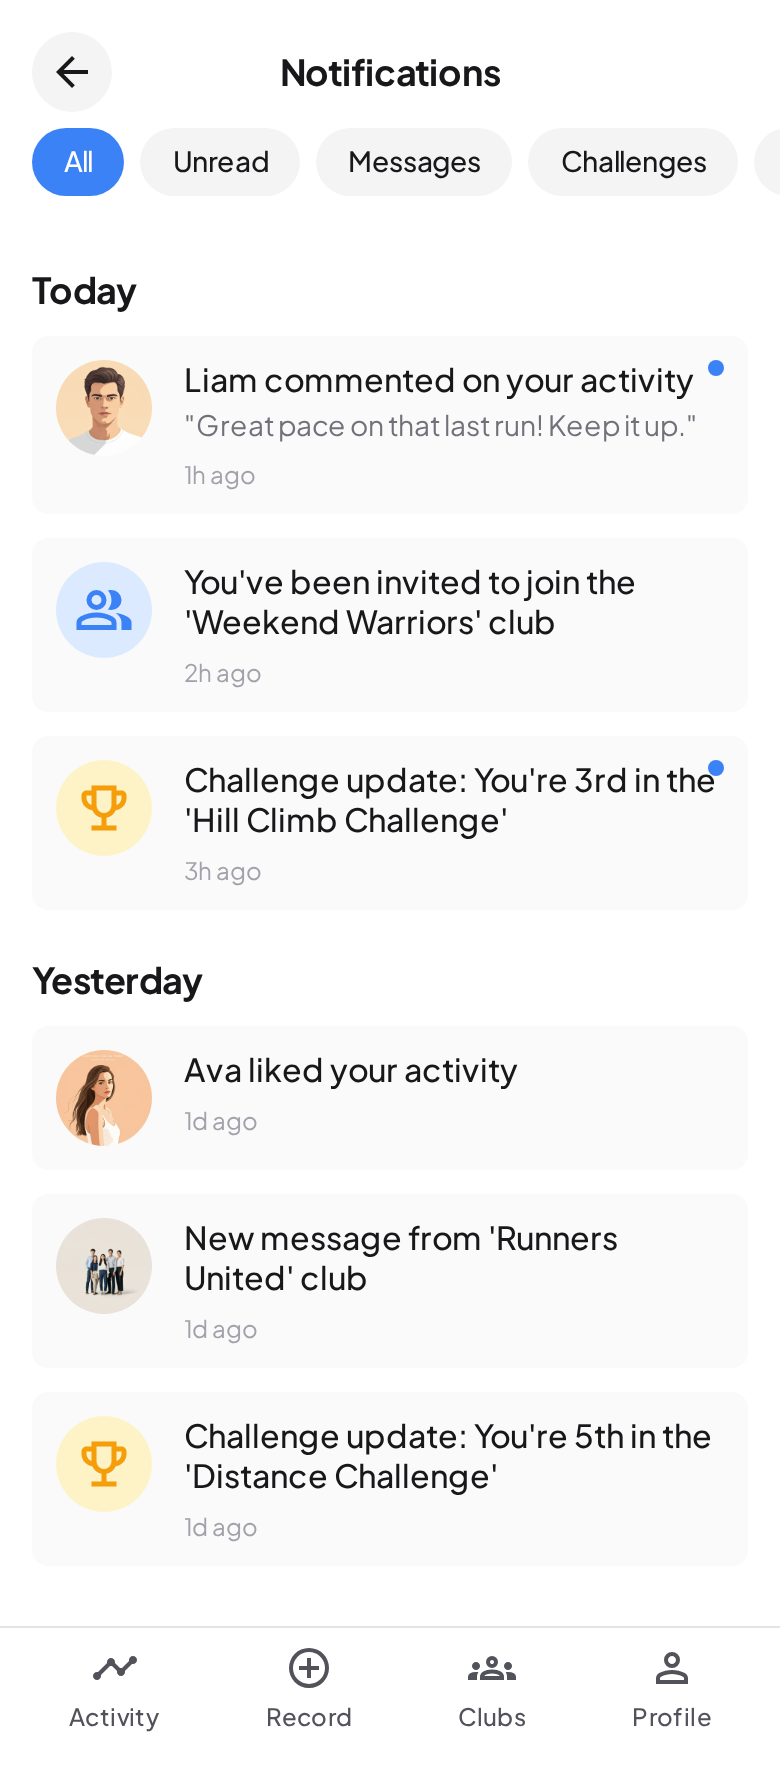 Notifications
All
Unread
Messages
Challenges
Today
Liam commented on your activity
"Great pace on that last run! Keep it up."
1h ago
You've been invited to join the
'Weekend Warriors' club
2h ago
Challenge update: You're 3rd in the
'Hill Climb Challenge'
3h ago
Yesterday
Ava liked your activity
1d ago
New message from 'Runners
United' club
1d ago
Challenge update: You're 5th in the
'Distance Challenge'
1d ago
Activity
Record
Clubs
Profile